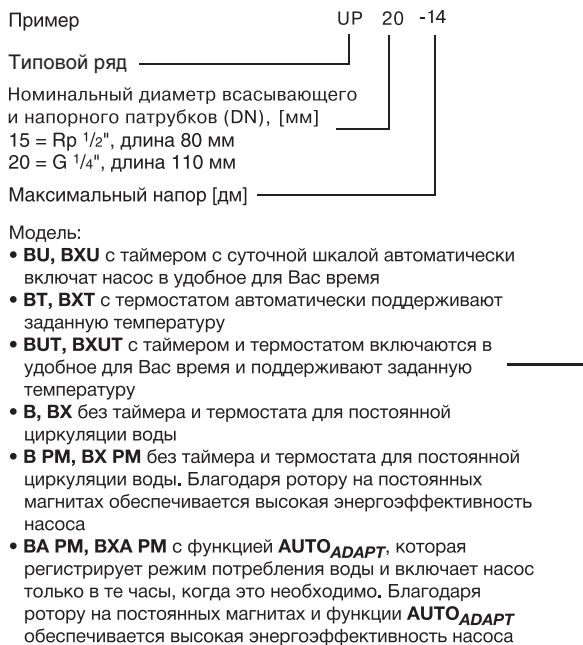 Пример UP 20 -14
Типовой ряд
Номинальный диаметр всасывающего
и напорного патрубков (DN), [мм]
15 = Rp 1/2", длина 80 мм
20 = G 1/4", длина 110 мм
Максимальный напор [дм]
Модель:
• BU, BXU с таймером с суточной шкалой автоматически
включат насос в удобное для Вас время
• BT, BXT с термостатом автоматически поддерживают
заданную температуру
• BUT, BXUT с таймером и термостатом включаются в
удобное для Вас время и поддерживают заданную
температуру
• B, BX без таймера и термостата для постоянной
циркуляции воды
• B PM, BX PM без таймера и термостата для постоянной
циркуляции воды. Благодаря ротору на постоянных
магнитах обеспечивается высокая энергоэффективность
насоса
• BA PM, BXA PM с функцией AUTOADAPT, которая
регистрирует режим потребления воды и включает насос
только в те часы, когда это необходимо. Благодаря
ротору на постоянных магнитах и функции AUTOADAPT
обеспечивается высокая энергоэффективность насоса